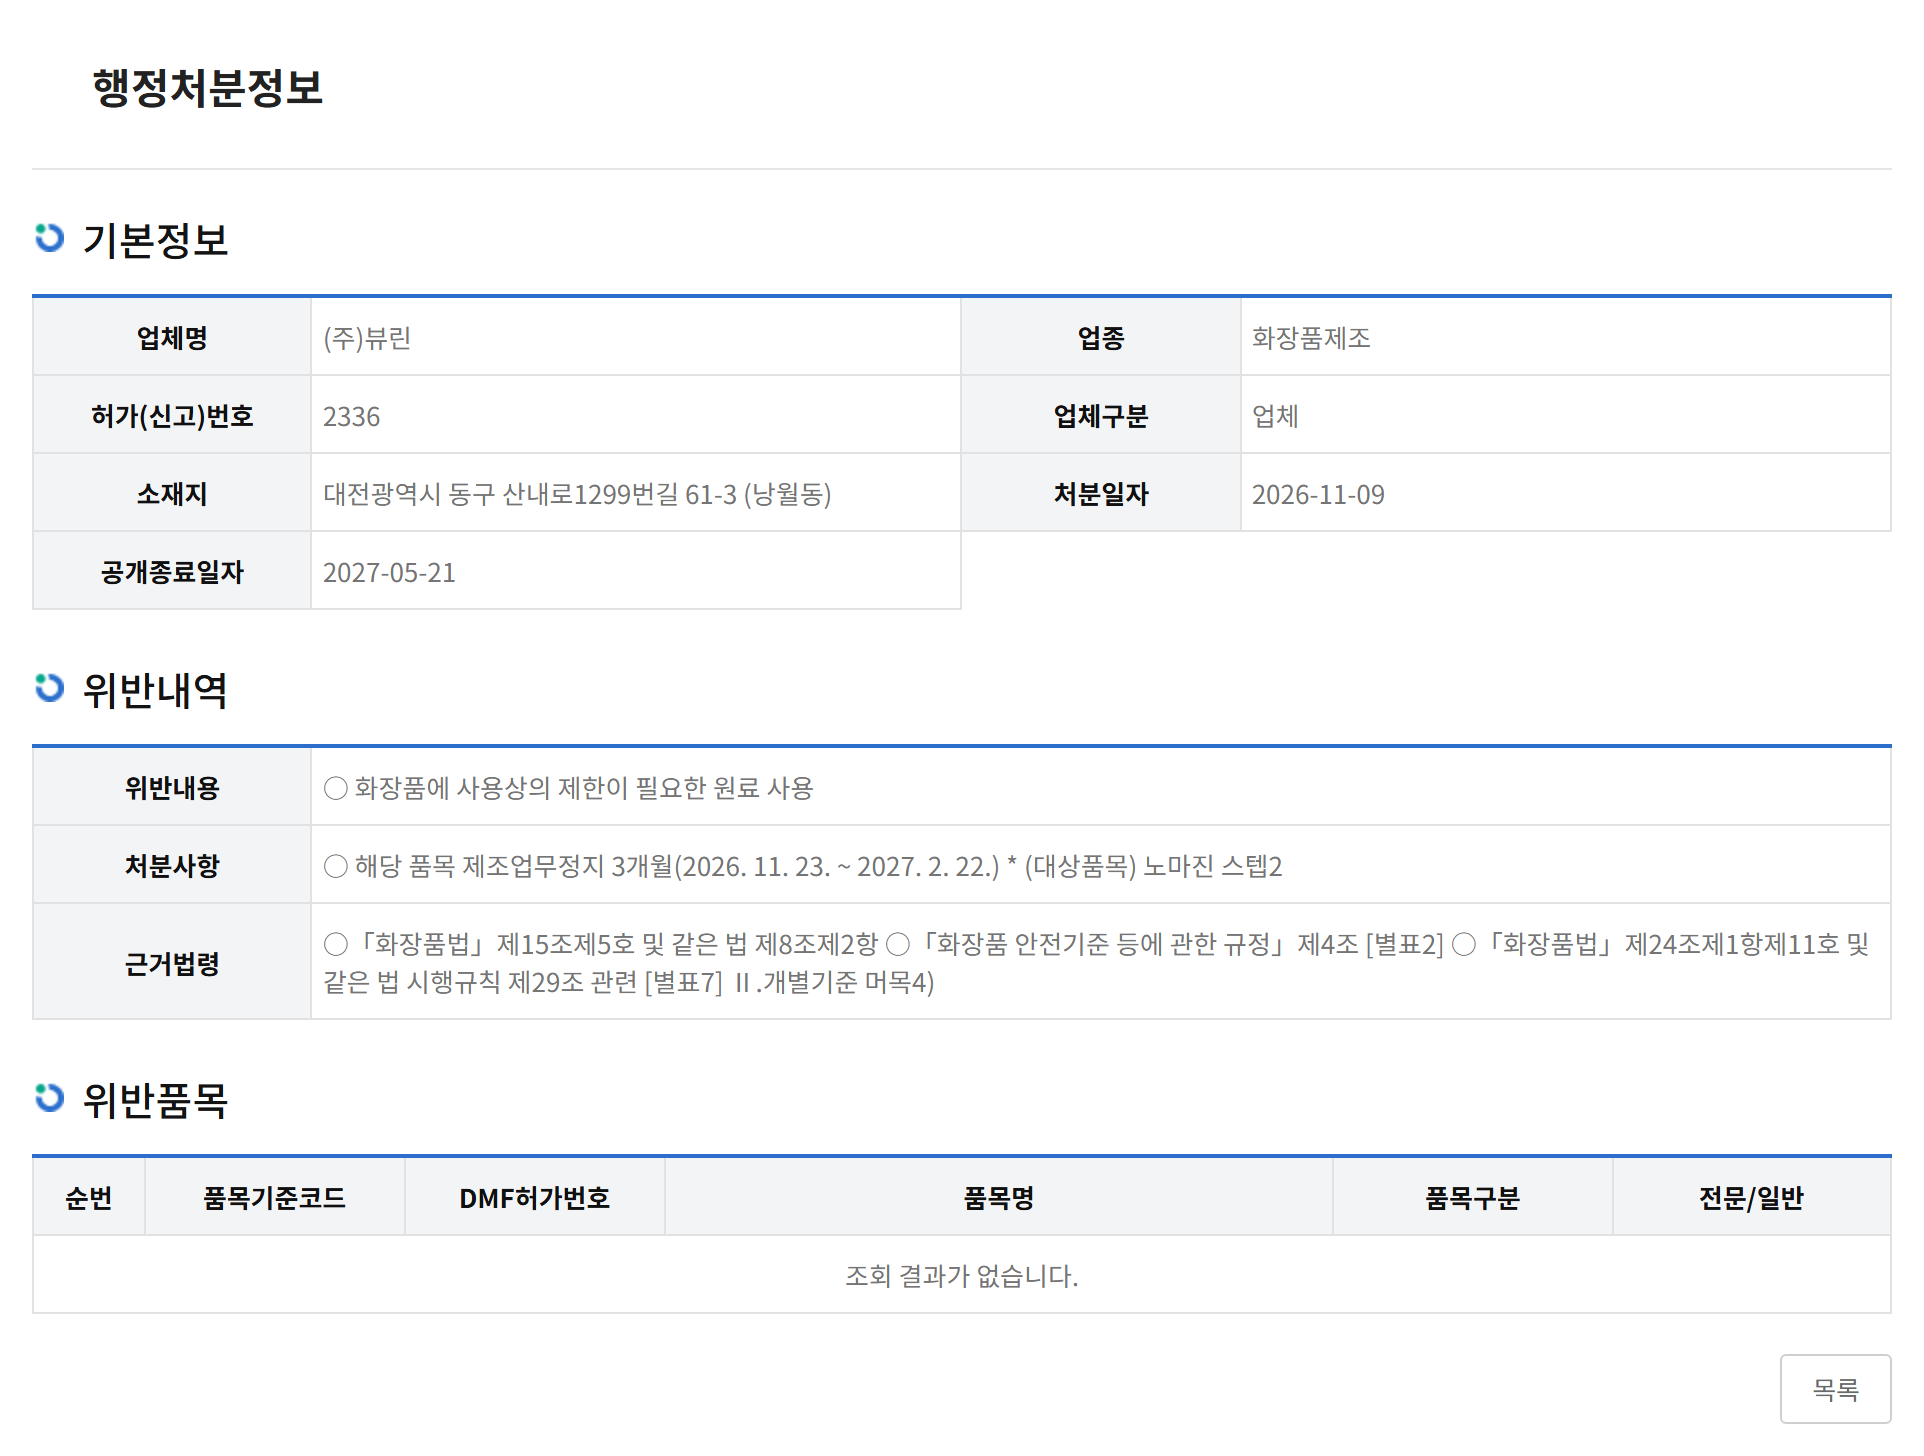 행정처분정보
기본정보
업체명 (주)뷰린 업종 화장품제조
허가(신고)번호 2336 업체구분 업체
소재지 대전광역시 동구 산내로1299번길 61-3 (낭월동) 처분일자 2026-11-09
공개종료일자 2027-05-21
위반내역
위반내용 ○ 화장품에 사용상의 제한이 필요한 원료 사용
처분사항 ○ 해당 품목 제조업무정지 3개월(2026. 11. 23. ~ 2027. 2. 22.) * (대상품목) 노마진 스텝2
근거법령 ○「화장품법」제15조제5호 및 같은 법 제8조제2항 ○「화장품 안전기준 등에 관한 규정」제4조 [별표2] ○「화장품법」제24조제1항제11호 및
같은 법 시행규칙 제29조 관련 [별표7] Ⅱ.개별기준 머목4)
위반품목
순번 품목기준코드 DMF허가번호 품목명 품목구분 전문/일반
조회 결과가 없습니다.
목록